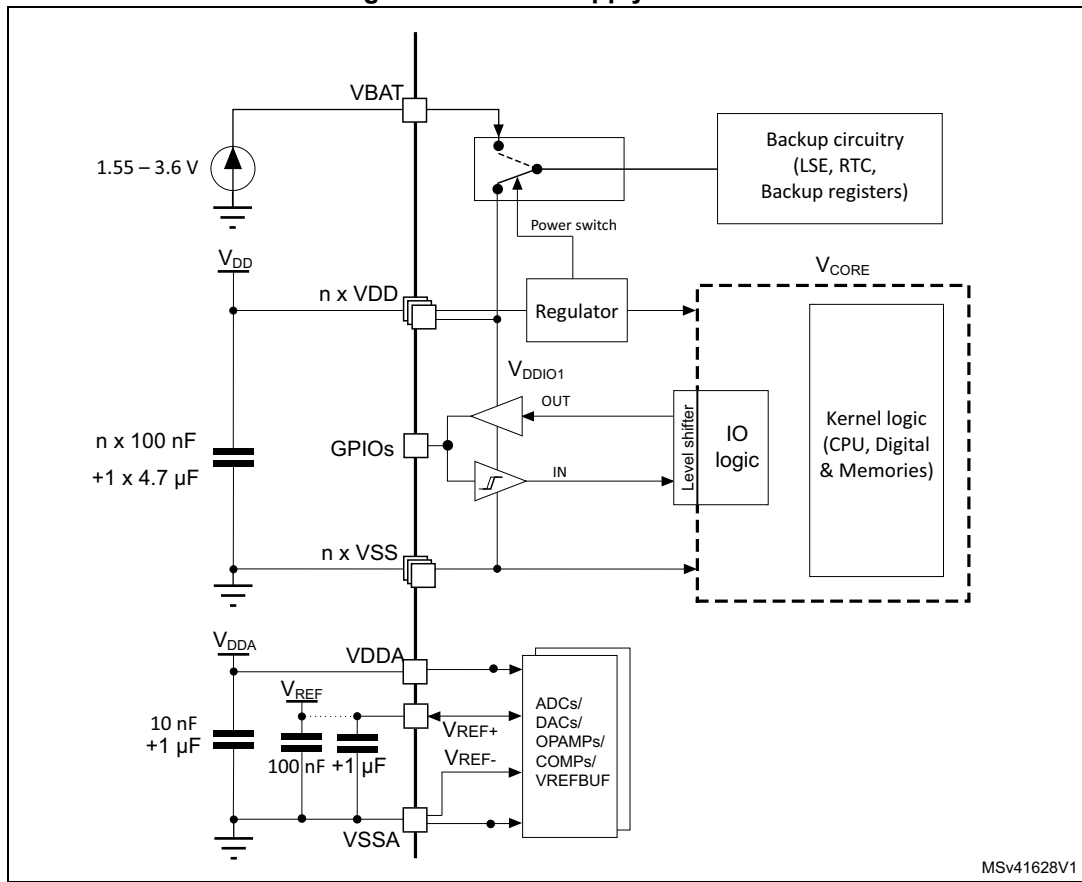 VBAT
1.55 – 3.6 V
Backup circuitry
(LSE, RTC,
Backup registers)
Power switch
VDD
n x VDD
Regulator
VCORE
VDDIO1
OUT
n x 100 nF
+1 x 4.7 µF
GPIOs
IN
Level shifter
IO
logic
Kernel logic
(CPU, Digital
& Memories)
n x VSS
VDDA
VDDA
VREF
10 nF
+1 µF
100 nF
+1 µF
VREF+
VREF-
ADCs/
DACs/
OPAMPs/
COMPs/
VREFBUF
VSSA
MSv41628V1